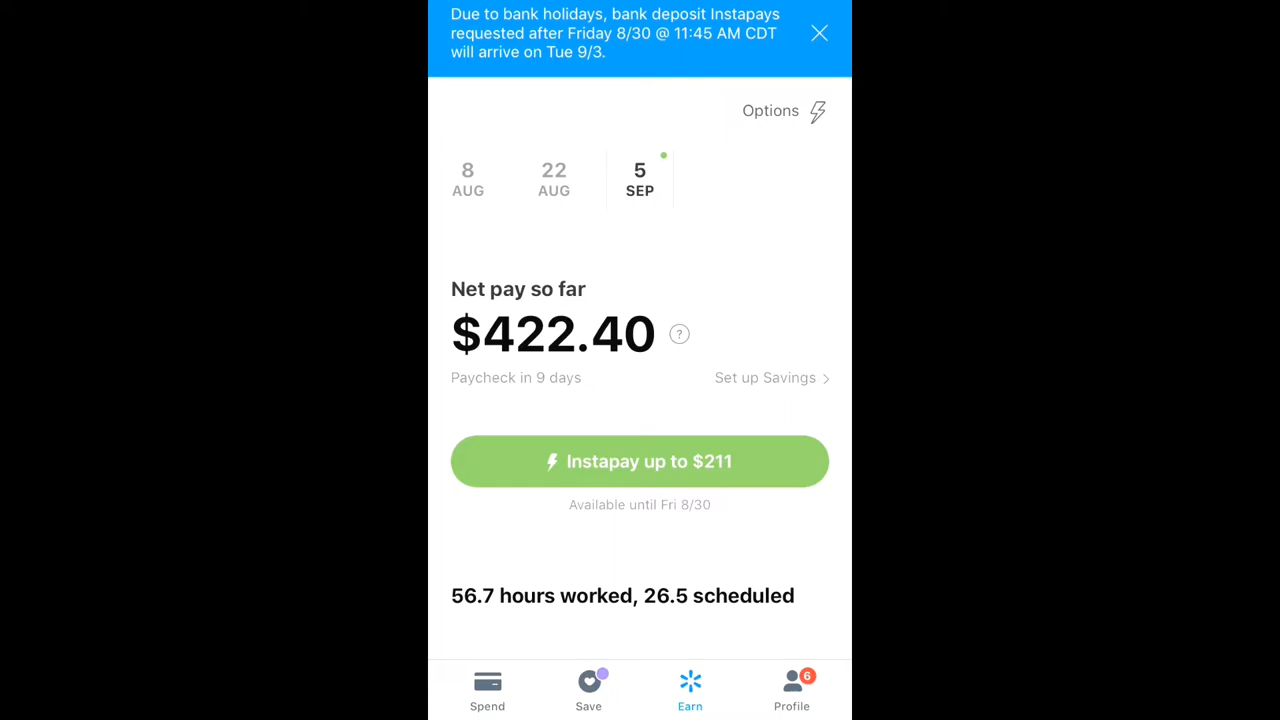 Due to bank holidays, bank deposit Instapays
requested after Friday 8/30 @ 11:45 AM CDT
will arrive on Tue 9/3.
Options
8 22 5
AUG AUG SEP
Net pay so far
$422.40 ?
Paycheck in 9 days Set up Savings >
Instapay up to $211
Available until Fri 8/30
56.7 hours worked, 26.5 scheduled
6
Spend Save Earn Profile